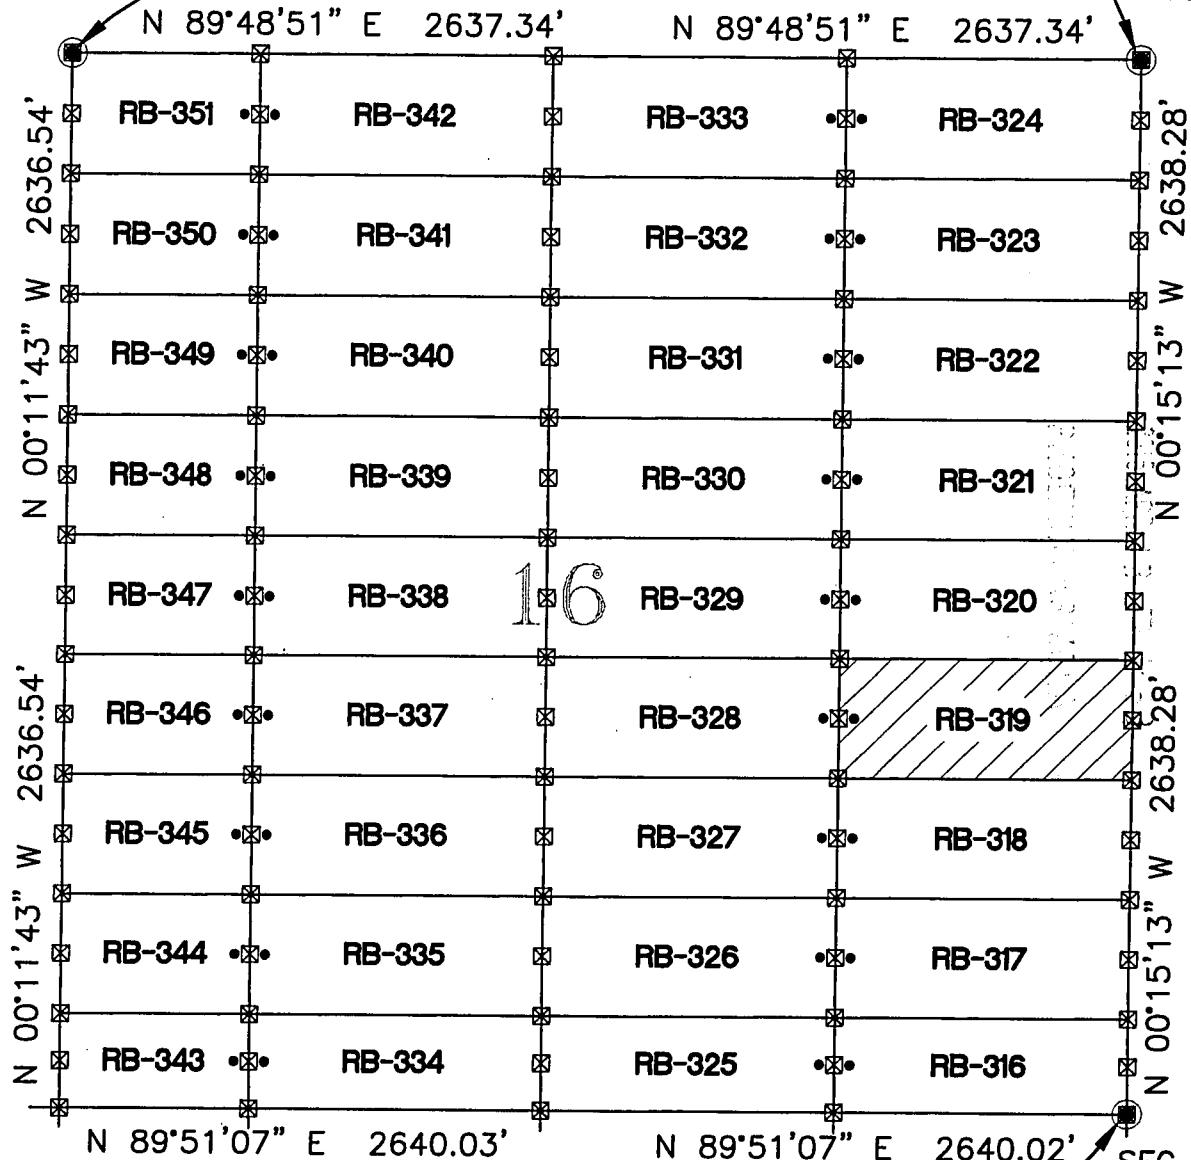 N 89°48'51" E 2637.34' N 89°48'51" E 2637.34'
RB-351 RB-342 RB-333 RB-324
N 00°11'43" W 2636.54'
N 00°15'13" W 2638.28'
RB-350 RB-341 RB-332 RB-323
RB-349 RB-340 RB-331 RB-322
RB-348 RB-339 RB-330 RB-321
RB-347 RB-338 16 RB-329 RB-320
RB-346 RB-337 RB-328 RB-319
N 00°11'43" W 2636.54'
N 00°15'13" W 2638.28'
RB-345 RB-336 RB-327 RB-318
RB-344 RB-335 RB-326 RB-317
RB-343 RB-334 RB-325 RB-316
N 89°51'07" E 2640.03' N 89°51'07" E 2640.02'